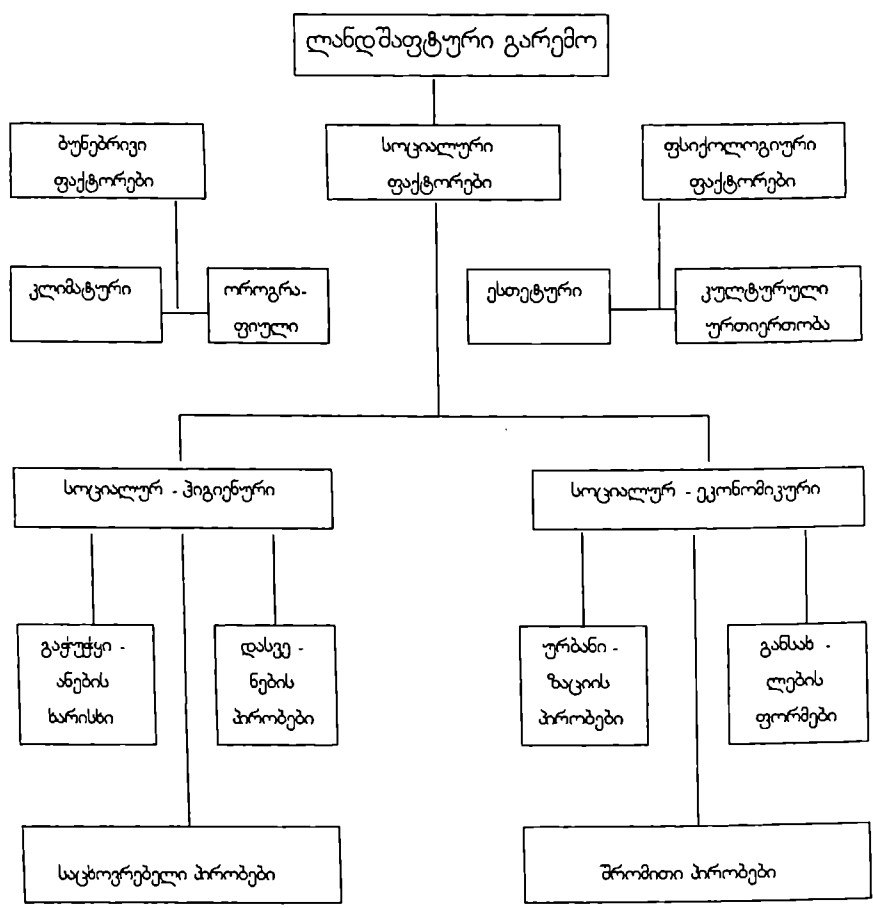 ლანდშაფტური გარემო
ბუნებრივი
ფაქტორები
სოციალური
ფაქტორები
ფსიქოლოგიური
ფაქტორები
კლიმატური
ოროგრა-
ფიული
ესთეტური
კულტურული
ურთიერთობა
სოციალურ - ჰიგიენური
სოციალურ - ეკონომიკური
გაჭუჭყი -
ანების
ხარისხი
დასვე -
ნების
პირობები
ურბანი -
ზაციის
პირობები
განსახ -
ლების
ფორმები
საცხოვრებელი პირობები
შრომითი პირობები